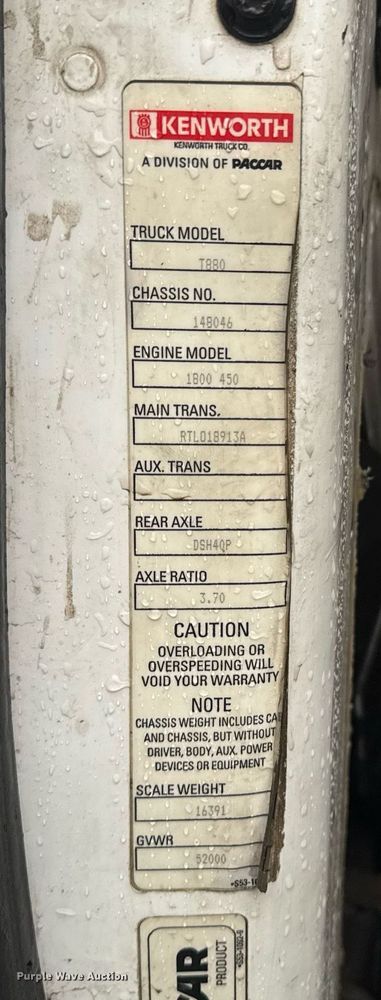 KENWORTH
KENWORTH TRUCK CO.
A DIVISION OF PACCAR
TRUCK MODEL
T880
CHASSIS NO.
148046
ENGINE MODEL
1800 450
MAIN TRANS.
RTLO18913A
AUX. TRANS
REAR AXLE
DSH40P
AXLE RATIO
3.70
CAUTION
OVERLOADING OR
OVERSPEEDING WILL
VOID YOUR WARRANTY
NOTE
CHASSIS WEIGHT INCLUDES CA
AND CHASSIS, BUT WITHOUT
DRIVER, BODY, AUX. POWER
DEVICES OR EQUIPMENT
SCALE WEIGHT
16391
GVWR
52000
AR
PRODUCT
Purple Wave Auction